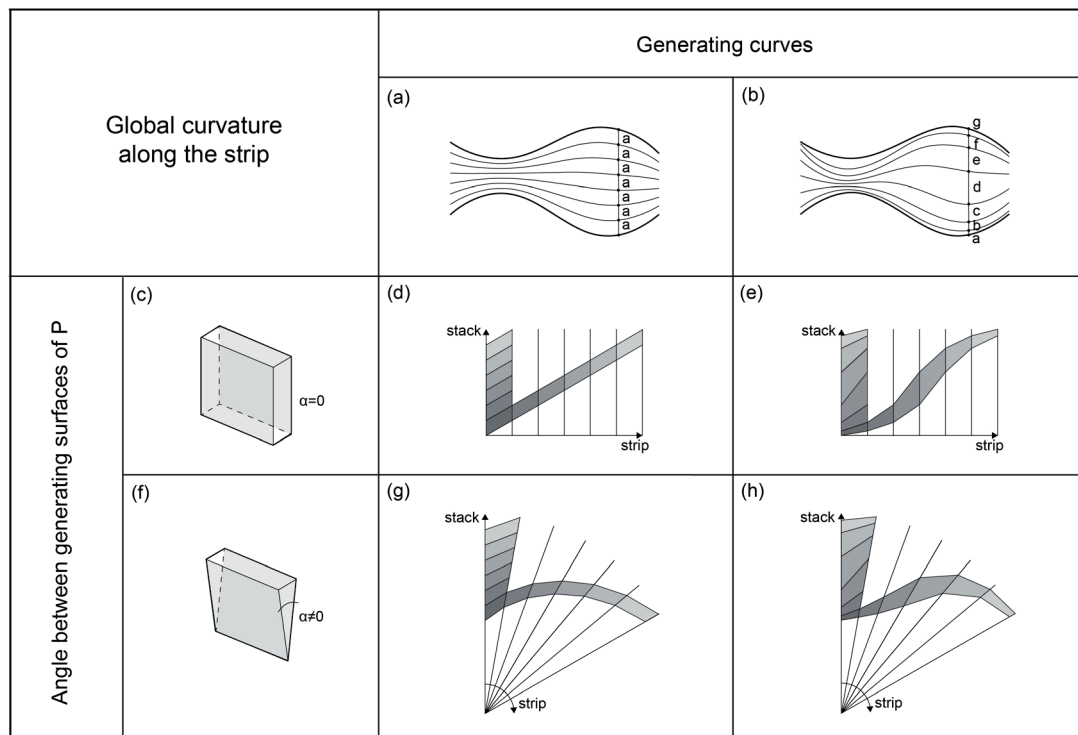 Global curvature
along the strip
Generating curves
(a)
a
a
a
a
a
a
a
(b)
g
f
e
d
c
b
a
Angle between generating surfaces of P
(c)
α=0
(d)
stack
strip
(e)
stack
strip
(f)
α≠0
(g)
stack
strip
(h)
stack
strip